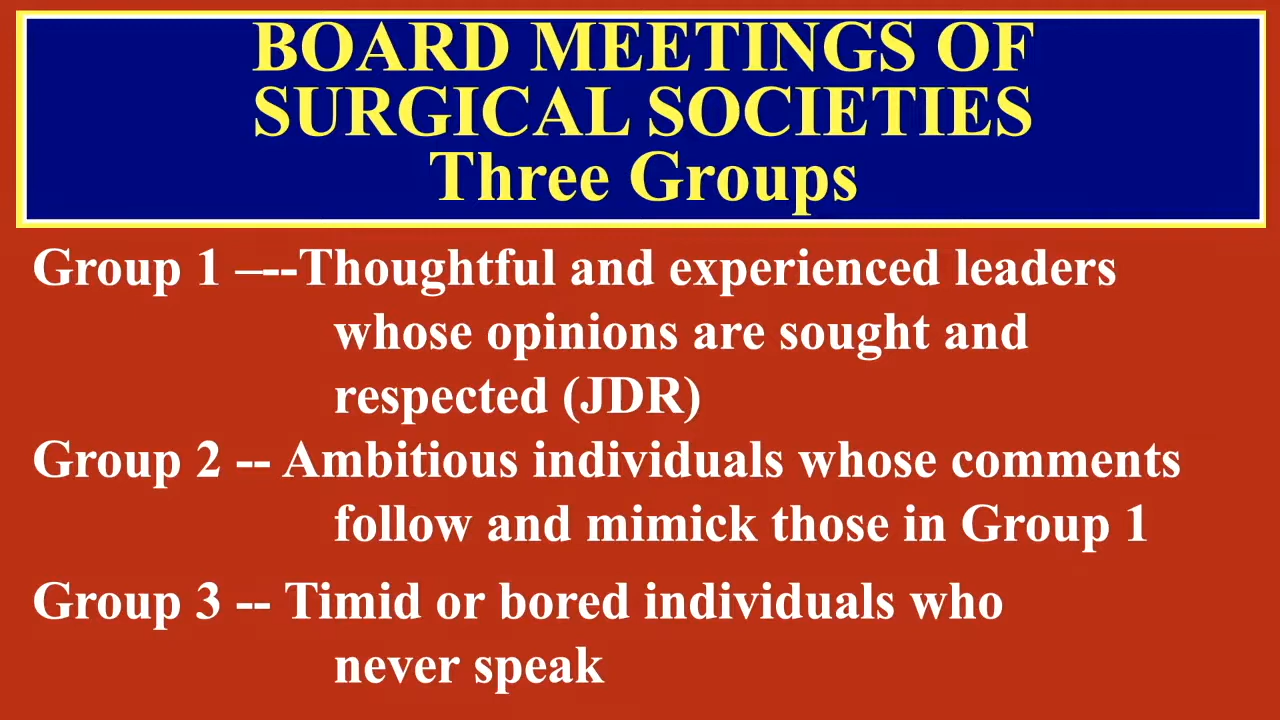 BOARD MEETINGS OF
SURGICAL SOCIETIES
Three Groups
Group 1 –--Thoughtful and experienced leaders
whose opinions are sought and
respected (JDR)
Group 2 -- Ambitious individuals whose comments
follow and mimick those in Group 1
Group 3 -- Timid or bored individuals who
never speak